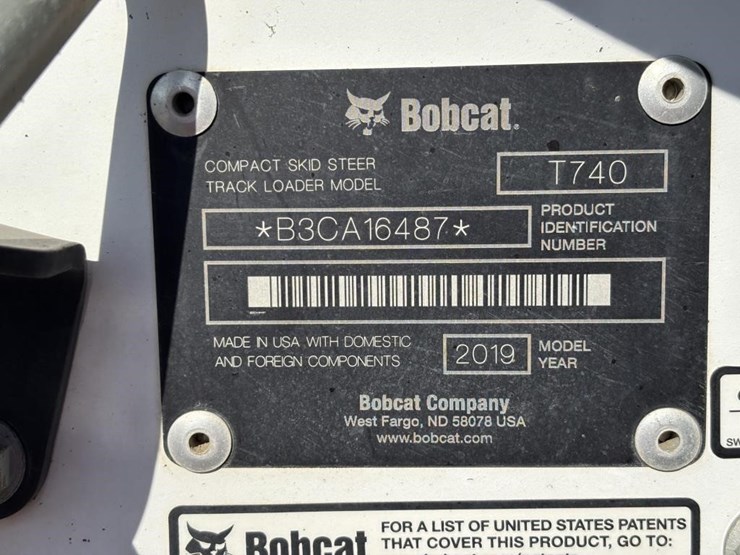 Bobcat.
COMPACT SKID STEER
TRACK LOADER MODEL
T740
*B3CA16487*
PRODUCT
IDENTIFICATION
NUMBER
MADE IN USA WITH DOMESTIC
AND FOREIGN COMPONENTS
2019
MODEL
YEAR
Bobcat Company
West Fargo, ND 58078 USA
www.bobcat.com
SW
Bobcat
FOR A LIST OF UNITED STATES PATENTS
THAT COVER THIS PRODUCT, GO TO: